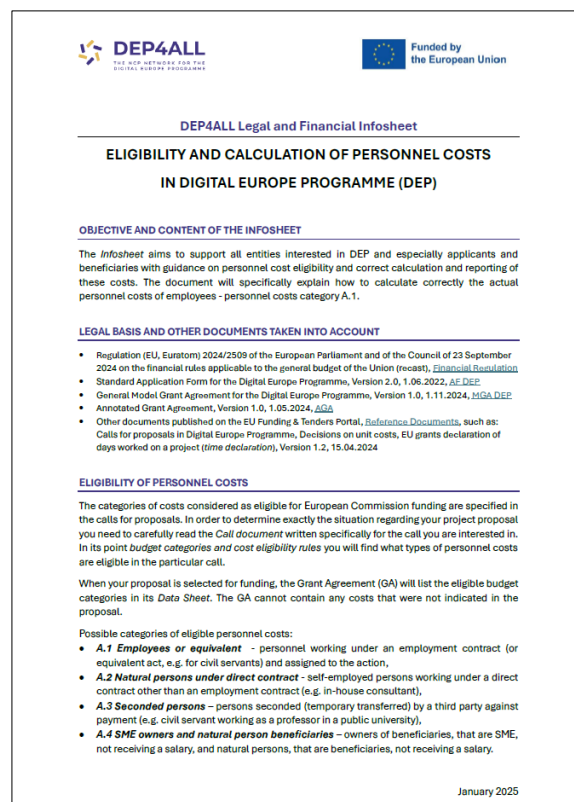 DEP4ALL
THE NCP NETWORK FOR THE
DIGITAL EUROPE PROGRAMME
Funded by
the European Union
DEP4ALL Legal and Financial Infosheet
ELIGIBILITY AND CALCULATION OF PERSONNEL COSTS
IN DIGITAL EUROPE PROGRAMME (DEP)
OBJECTIVE AND CONTENT OF THE INFOSHEET
The Infosheet aims to support all entities interested in DEP and especially applicants and
beneficiaries with guidance on personnel cost eligibility and correct calculation and reporting of
these costs. The document will specifically explain how to calculate correctly the actual
personnel costs of employees - personnel costs category A.1.
LEGAL BASIS AND OTHER DOCUMENTS TAKEN INTO ACCOUNT
• Regulation (EU, Euratom) 2024/2509 of the European Parliament and of the Council of 23 September
2024 on the financial rules applicable to the general budget of the Union (recast), Financial Regulation
• Standard Application Form for the Digital Europe Programme, Version 2.0, 1.06.2022, AF DEP
• General Model Grant Agreement for the Digital Europe Programme, Version 1.0, 1.11.2024, MGA DEP
• Annotated Grant Agreement, Version 1.0, 1.05.2024, AGA
• Other documents published on the EU Funding & Tenders Portal, Reference Documents, such as:
Calls for proposals in Digital Europe Programme, Decisions on unit costs, EU grants declaration of
days worked on a project (time declaration), Version 1.2, 15.04.2024
ELIGIBILITY OF PERSONNEL COSTS
The categories of costs considered as eligible for European Commission funding are specified in
the calls for proposals. In order to determine exactly the situation regarding your project proposal
you need to carefully read the Call document written specifically for the call you are interested in.
In its point budget categories and cost eligibility rules you will find what types of personnel costs
are eligible in the particular call.
When your proposal is selected for funding, the Grant Agreement (GA) will list the eligible budget
categories in its Data Sheet. The GA cannot contain any costs that were not indicated in the
proposal.
Possible categories of eligible personnel costs:
• A.1 Employees or equivalent - personnel working under an employment contract (or
equivalent act, e.g. for civil servants) and assigned to the action,
• A.2 Natural persons under direct contract - self-employed persons working under a direct
contract other than an employment contract (e.g. in-house consultant),
• A.3 Seconded persons – persons seconded (temporary transferred) by a third party against
payment (e.g. civil servant working as a professor in a public university),
• A.4 SME owners and natural person beneficiaries – owners of beneficiaries, that are SME,
not receiving a salary, and natural persons, that are beneficiaries, not receiving a salary.
January 2025